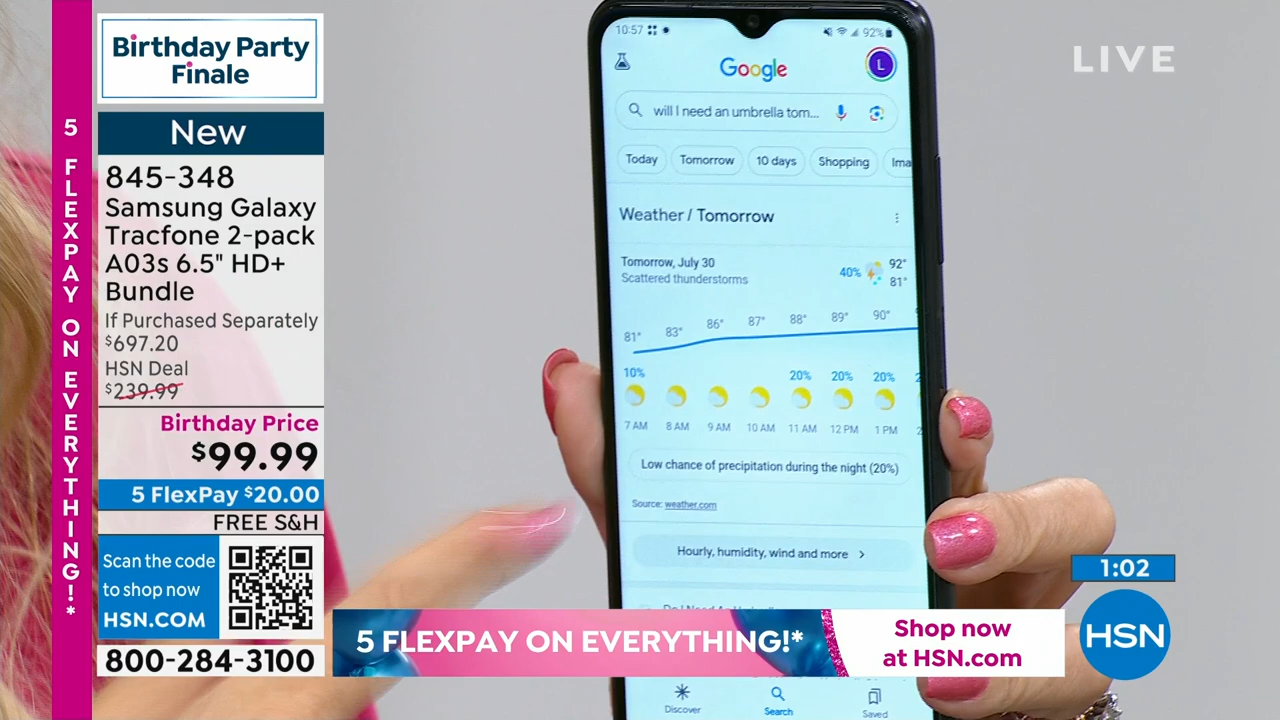 Birthday Party
Finale
New
845-348
Samsung Galaxy
Tracfone 2-pack
A03s 6.5" HD+
Bundle
If Purchased Separately
$697.20
HSN Deal
$239.99
Birthday Price
$99.99
5 FlexPay $20.00
FREE S&H
Scan the code
to shop now
HSN.COM
800-284-3100
5 FLEXPAY ON EVERYTHING!*
10:57
92%
Google
L
will I need an umbrella tom...
Today
Tomorrow
10 days
Shopping
Ima
Weather / Tomorrow
Tomorrow, July 30
Scattered thunderstorms
40%
92°
81°
81° 83° 86° 87° 88° 89° 90°
10% 20% 20% 20% 2
7 AM 8 AM 9 AM 10 AM 11 AM 12 PM 1 PM 2
Low chance of precipitation during the night (20%)
Source: weather.com
Hourly, humidity, wind and more >
Discover
Search
Saved
LIVE
1:02
HSN
5 FLEXPAY ON EVERYTHING!*
Shop now
at HSN.com